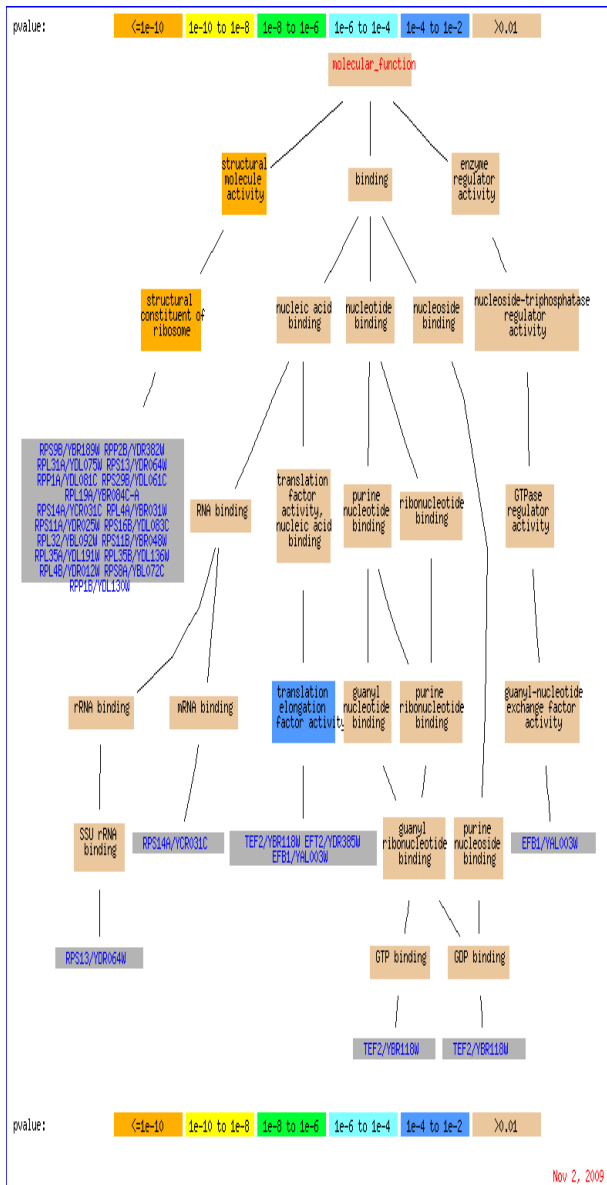 pvalue: <=1e-10 1e-10 to 1e-8 1e-8 to 1e-6 1e-6 to 1e-4 1e-4 to 1e-2 >0.01
molecular_function
structural
molecule
activity
binding
enzyme
regulator
activity
structural
constituent of
ribosome
nucleic acid
binding
nucleotide
binding
nucleoside
binding
nucleoside-triphosphatase
regulator
activity
RPS9B/YBR189W RPP2B/YDR382W
RPL31A/YDL075W RPS13/YDR064W
RPP1A/YDL081C RPS29B/YDL061C
RPL19A/YBR084C-A
RPS14A/YCR031C RPL4A/YBR031W
RPS11A/YDR025W RPS16B/YDL083C
RPL32/YBL092W RPS11B/YBR048W
RPL35A/YDL191W RPL35B/YDL136W
RPL4B/YDR012W RPS8A/YBL072C
RPP1B/YDL130W
RNA binding
translation
factor
activity,
nucleic acid
binding
purine
nucleotide
binding
ribonucleotide
binding
GTPase
regulator
activity
rRNA binding
mRNA binding
translation
elongation
factor activity
guanyl
nucleotide
binding
purine
ribonucleotide
binding
guanyl-nucleotide
exchange factor
activity
SSU rRNA
binding
RPS14A/YCR031C
TEF2/YBR118W EFT2/YDR385W
EFB1/YAL003W
guanyl
ribonucleotide
binding
purine
nucleoside
binding
EFB1/YAL003W
RPS13/YDR064W
GTP binding
GDP binding
TEF2/YBR118W
TEF2/YBR118W
pvalue: <=1e-10 1e-10 to 1e-8 1e-8 to 1e-6 1e-6 to 1e-4 1e-4 to 1e-2 >0.01
Nov 2, 2009